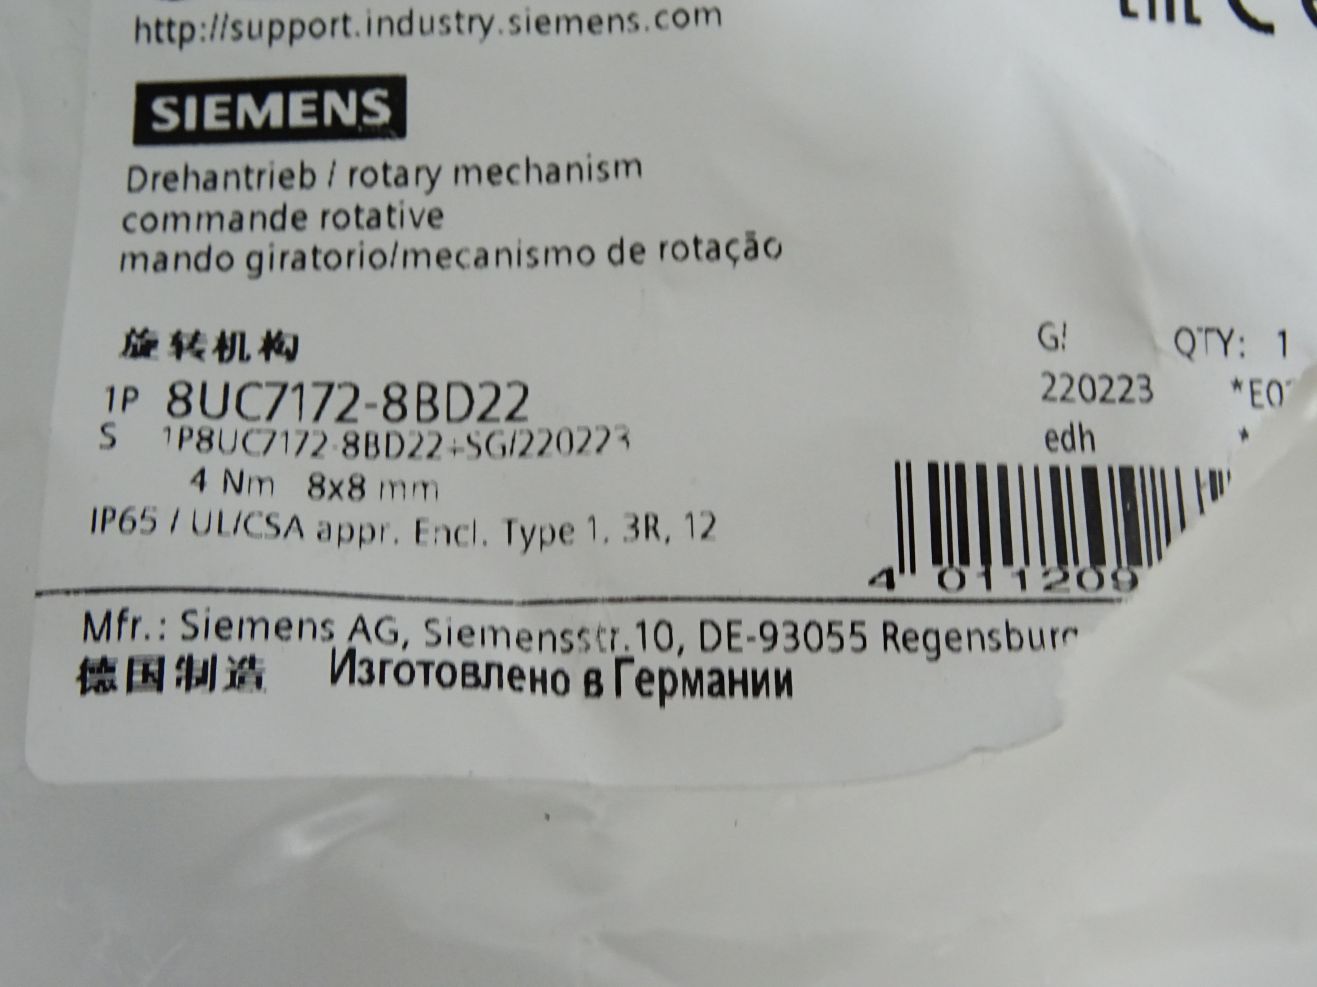 http://support.industry.siemens.com
SIEMENS
Drehantrieb / rotary mechanism
commande rotative
mando giratorio/mecanismo de rotação
旋转机构
G! QTY: 1
1P 8UC7172-8BD22
220223
S 1P8UC7172-8BD22+SG/220223
edh *
4 Nm 8x8 mm
IP65 / UL/CSA appr. Encl. Type 1, 3R, 12
4 011209
Mfr.: Siemens AG, Siemensstr.10, DE-93055 Regensburg
德国制造 Изготовлено в Германии